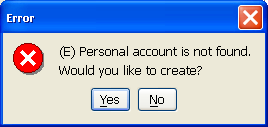 Error
(E) Personal account is not found.
Would you like to create?
Yes No